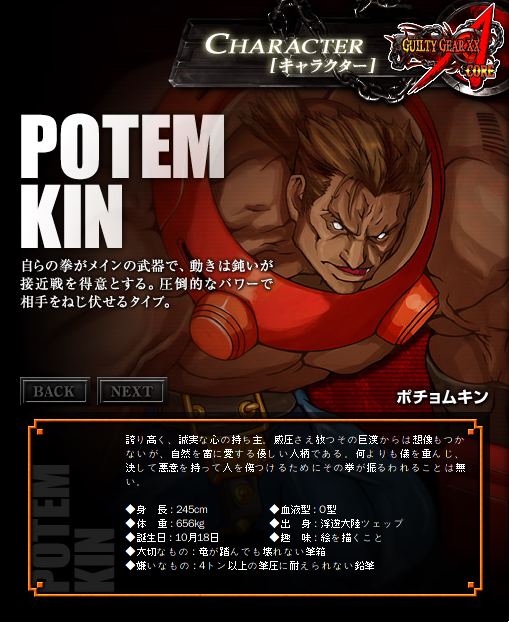 CHARACTER
[キャラクター]
GUILTY GEAR XX
CORE
POTEM
KIN
自らの拳がメインの武器で、動きは鈍いが
接近戦を得意とする。圧倒的なパワーで
相手をねじ伏せるタイプ。
BACK NEXT
ポチョムキン
誇り高く、誠実な心の持ち主。威圧さえ放つその巨漢からは想像もつか
ないが、自然を富に愛する優しい人柄である。何よりも儀を重んじ、
決して悪意を持って人を傷つけるためにその拳が振るわれることは無
い。
◆身 長：245cm ◆血液型：O型
◆体 重：656kg ◆出 身：浮遊大陸ツェップ
◆誕生日：10月18日 ◆趣 味：絵を描くこと
◆大切なもの：竜が踏んでも壊れない筆箱
◆嫌いなもの：4トン以上の筆圧に耐えられない鉛筆
POTEM
KIN